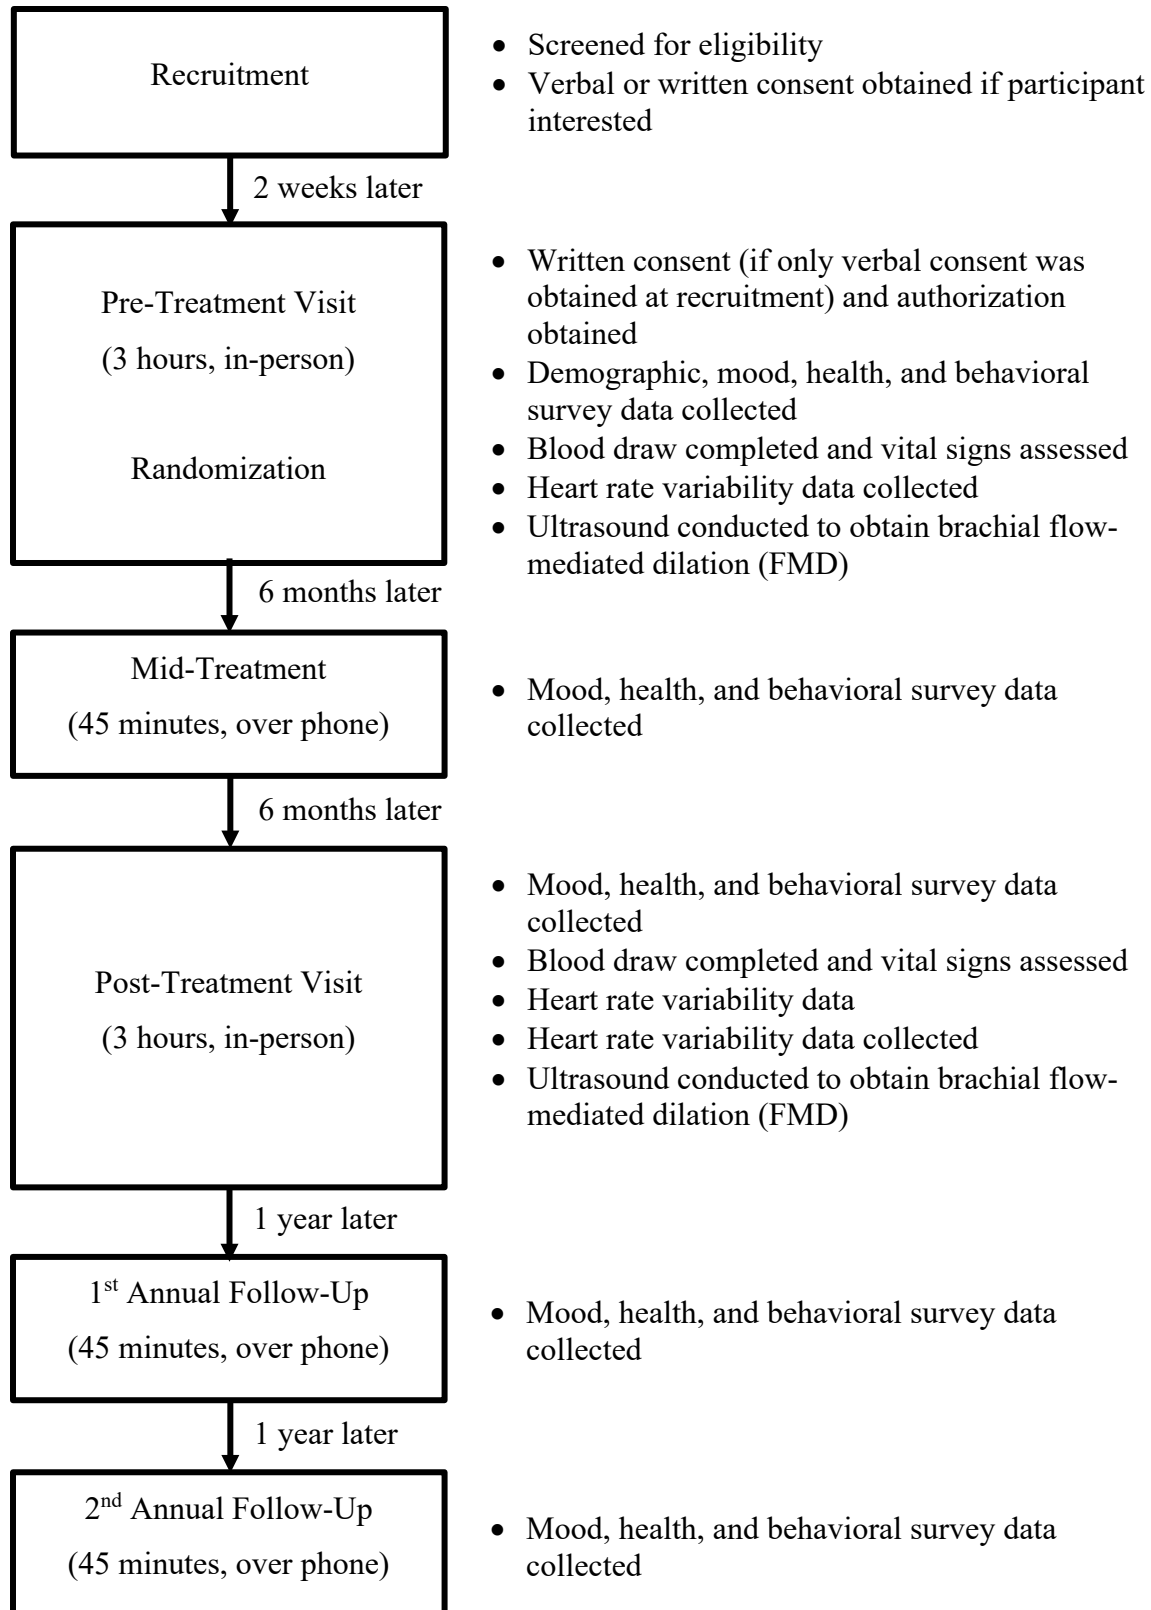 Recruitment
• Screened for eligibility
• Verbal or written consent obtained if participant
interested
2 weeks later
Pre-Treatment Visit
(3 hours, in-person)
Randomization
• Written consent (if only verbal consent was
obtained at recruitment) and authorization
obtained
• Demographic, mood, health, and behavioral
survey data collected
• Blood draw completed and vital signs assessed
• Heart rate variability data collected
• Ultrasound conducted to obtain brachial flow-
mediated dilation (FMD)
6 months later
Mid-Treatment
(45 minutes, over phone)
• Mood, health, and behavioral survey data
collected
6 months later
Post-Treatment Visit
(3 hours, in-person)
• Mood, health, and behavioral survey data
collected
• Blood draw completed and vital signs assessed
• Heart rate variability data
• Heart rate variability data collected
• Ultrasound conducted to obtain brachial flow-
mediated dilation (FMD)
1 year later
1st Annual Follow-Up
(45 minutes, over phone)
• Mood, health, and behavioral survey data
collected
1 year later
2nd Annual Follow-Up
(45 minutes, over phone)
• Mood, health, and behavioral survey data
collected